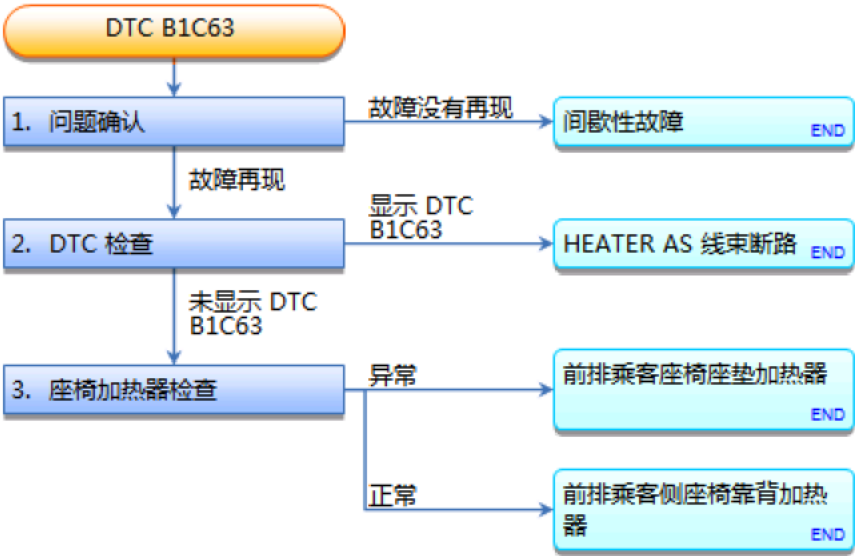 DTC B1C63
1. 问题确认
故障没有再现
间歇性故障
END
故障再现
2. DTC 检查
显示 DTC
B1C63
HEATER AS 线束断路
END
未显示 DTC
B1C63
3. 座椅加热器检查
异常
前排乘客座椅座垫加热器
END
正常
前排乘客侧座椅靠背加热
器
END